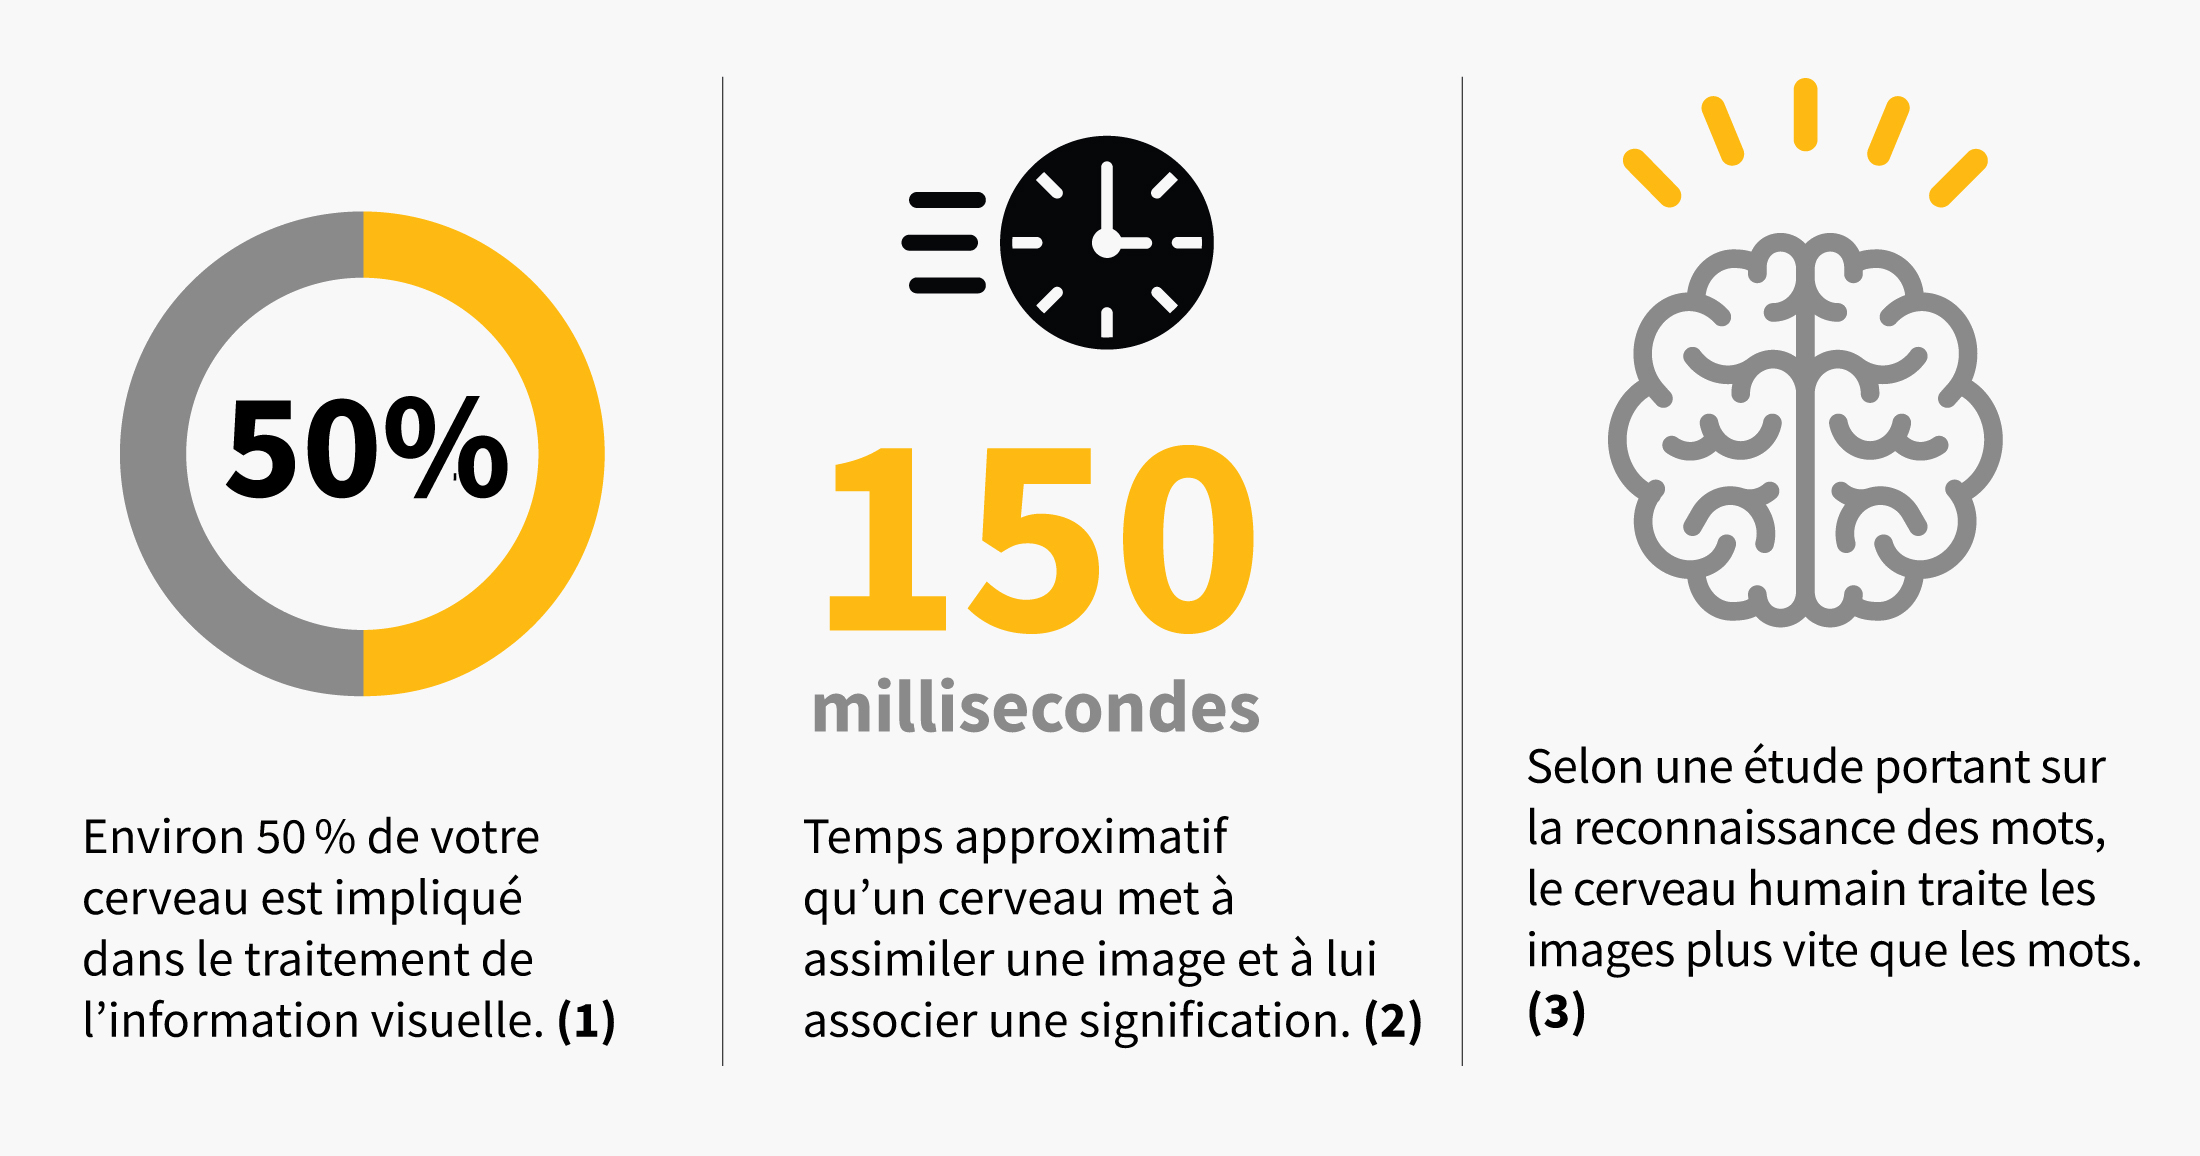 50%
Environ 50 % de votre
cerveau est impliqué
dans le traitement de
l’information visuelle. (1)
150
millisecondes
Temps approximatif
qu’un cerveau met à
assimiler une image et à lui
associer une signification. (2)
Selon une étude portant sur
la reconnaissance des mots,
le cerveau humain traite les
images plus vite que les mots.
(3)